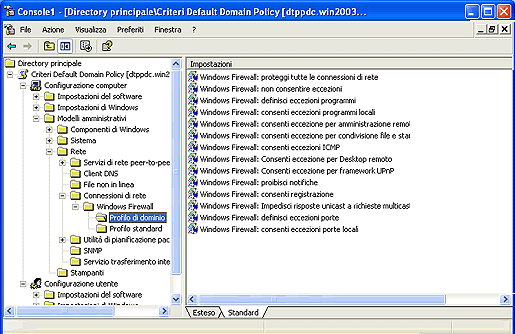 Console1 - [Directory principale\Criteri Default Domain Policy [dtppdc.win2003...
File Azione Visualizza Preferiti Finestra ?
Directory principale
Criteri Default Domain Policy [dtppdc.win2
Configurazione computer
Impostazioni del software
Impostazioni di Windows
Modelli amministrativi
Componenti di Windows
Sistema
Rete
Servizi di rete peer-to-pee
Client DNS
File non in linea
Connessioni di rete
Windows Firewall
Profilo di dominio
Profilo standard
Utilità di pianificazione pac
SNMP
Servizio trasferimento inte
Stampanti
Configurazione utente
Impostazioni del software
Impostazioni di Windows
Impostazioni
Windows Firewall: proteggi tutte le connessioni di rete
Windows Firewall: non consentire eccezioni
Windows Firewall: definisci eccezioni programmi
Windows Firewall: consenti eccezioni programmi locali
Windows Firewall: consenti eccezione per amministrazione remo
Windows Firewall: consenti eccezione per condivisione file e star
Windows Firewall: consenti eccezioni ICMP
Windows Firewall: Consenti eccezione per Desktop remoto
Windows Firewall: Consenti eccezione per framework UPnP
Windows Firewall: proibisci notifiche
Windows Firewall: consenti registrazione
Windows Firewall: Impedisci risposte unicast a richieste multicas
Windows Firewall: definisci eccezioni porte
Windows Firewall: consenti eccezioni porte locali
Esteso Standard